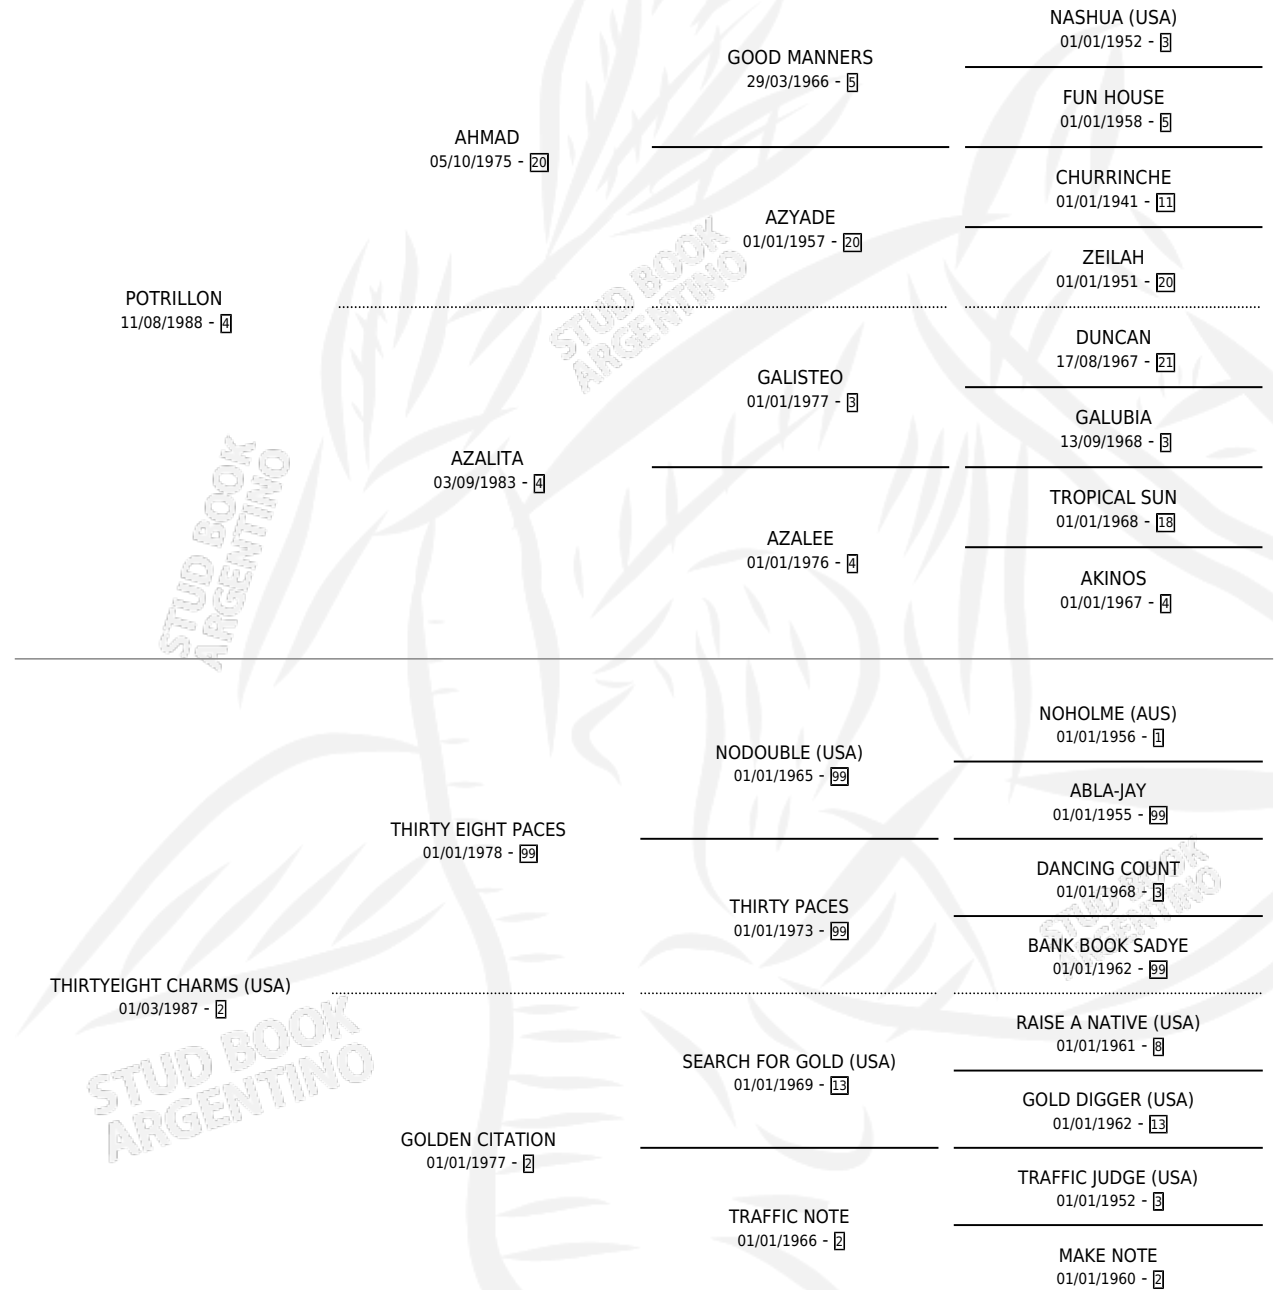 NASHUA (USA)
01/01/1952 - 3
GOOD MANNERS
29/03/1966 - 5
FUN HOUSE
01/01/1958 - 5
AHMAD
05/10/1975 - 20
CHURRINCHE
01/01/1941 - 11
AZYADE
01/01/1957 - 20
ZEILAH
01/01/1951 - 20
POTRILLON
11/08/1988 - 4
DUNCAN
17/08/1967 - 21
GALISTEO
01/01/1977 - 3
GALUBIA
13/09/1968 - 3
AZALITA
03/09/1983 - 4
TROPICAL SUN
01/01/1968 - 18
AZALEE
01/01/1976 - 4
AKINOS
01/01/1967 - 4
STUD BOOK
ARGENTINO
STUD BOOK
ARGENTINO
NOHOLME (AUS)
01/01/1956 - 1
NODOUBLE (USA)
01/01/1965 - 99
ABLA-JAY
01/01/1955 - 99
THIRTY EIGHT PACES
01/01/1978 - 99
DANCING COUNT
01/01/1968 - 3
THIRTY PACES
01/01/1973 - 99
BANK BOOK SADYE
01/01/1962 - 99
THIRTYEIGHT CHARMS (USA)
01/03/1987 - 2
RAISE A NATIVE (USA)
01/01/1961 - 8
SEARCH FOR GOLD (USA)
01/01/1969 - 13
GOLD DIGGER (USA)
01/01/1962 - 13
GOLDEN CITATION
01/01/1977 - 2
TRAFFIC JUDGE (USA)
01/01/1952 - 3
TRAFFIC NOTE
01/01/1966 - 2
MAKE NOTE
01/01/1960 - 2
STUD BOOK
ARGENTINO
STUD BOOK
ARGENTINO